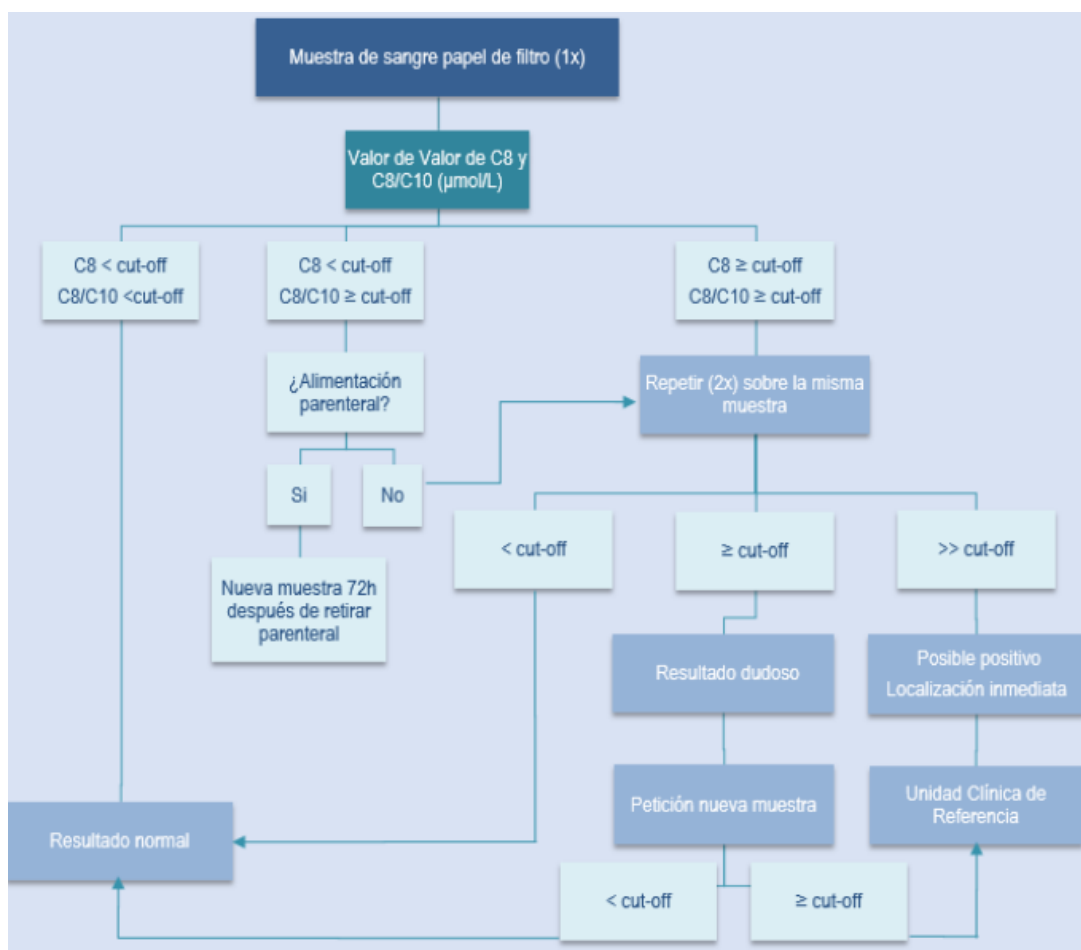 Muestra de sangre papel de filtro (1x)
Valor de Valor de C8 y
C8/C10 (µmol/L)
C8 < cut-off
C8/C10 <cut-off
C8 < cut-off
C8/C10 ≥ cut-off
C8 ≥ cut-off
C8/C10 ≥ cut-off
¿Alimentación
parenteral?
Repetir (2x) sobre la misma
muestra
Si
No
< cut-off
≥ cut-off
>> cut-off
Nueva muestra 72h
después de retirar
parenteral
Resultado dudoso
Posible positivo
Localización inmediata
Petición nueva muestra
Unidad Clínica de
Referencia
Resultado normal
< cut-off
≥ cut-off